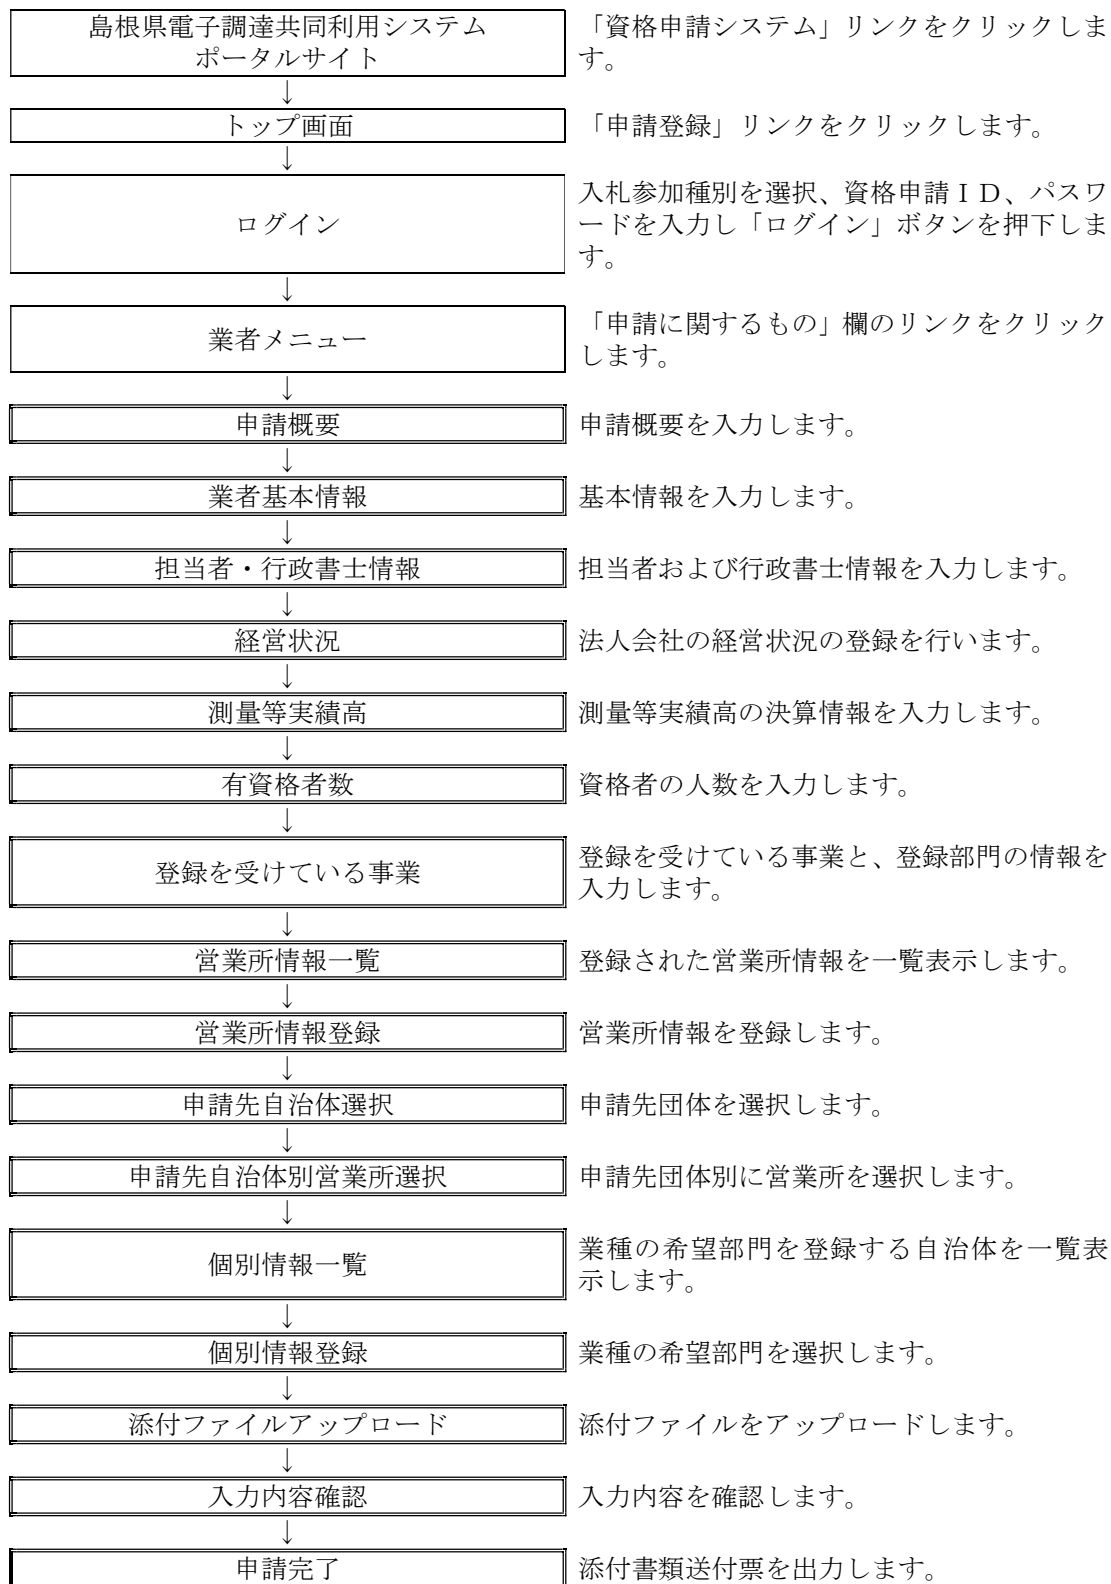 島根県電子調達共同利用システム
ポータルサイト
「資格申請システム」リンクをクリックしま
す。
↓
トップ画面
「申請登録」リンクをクリックします。
↓
ログイン
入札参加種別を選択、資格申請ＩＤ、パスワ
ードを入力し「ログイン」ボタンを押下しま
す。
↓
業者メニュー
「申請に関するもの」欄のリンクをクリック
します。
↓
申請概要
申請概要を入力します。
↓
業者基本情報
基本情報を入力します。
↓
担当者・行政書士情報
担当者および行政書士情報を入力します。
↓
経営状況
法人会社の経営状況の登録を行います。
↓
測量等実績高
測量等実績高の決算情報を入力します。
↓
有資格者数
資格者の人数を入力します。
↓
登録を受けている事業
登録を受けている事業と、登録部門の情報を
入力します。
↓
営業所情報一覧
登録された営業所情報を一覧表示します。
↓
営業所情報登録
営業所情報を登録します。
↓
申請先自治体選択
申請先団体を選択します。
↓
申請先自治体別営業所選択
申請先団体別に営業所を選択します。
↓
個別情報一覧
業種の希望部門を登録する自治体を一覧表
示します。
↓
個別情報登録
業種の希望部門を選択します。
↓
添付ファイルアップロード
添付ファイルをアップロードします。
↓
入力内容確認
入力内容を確認します。
↓
申請完了
添付書類送付票を出力します。